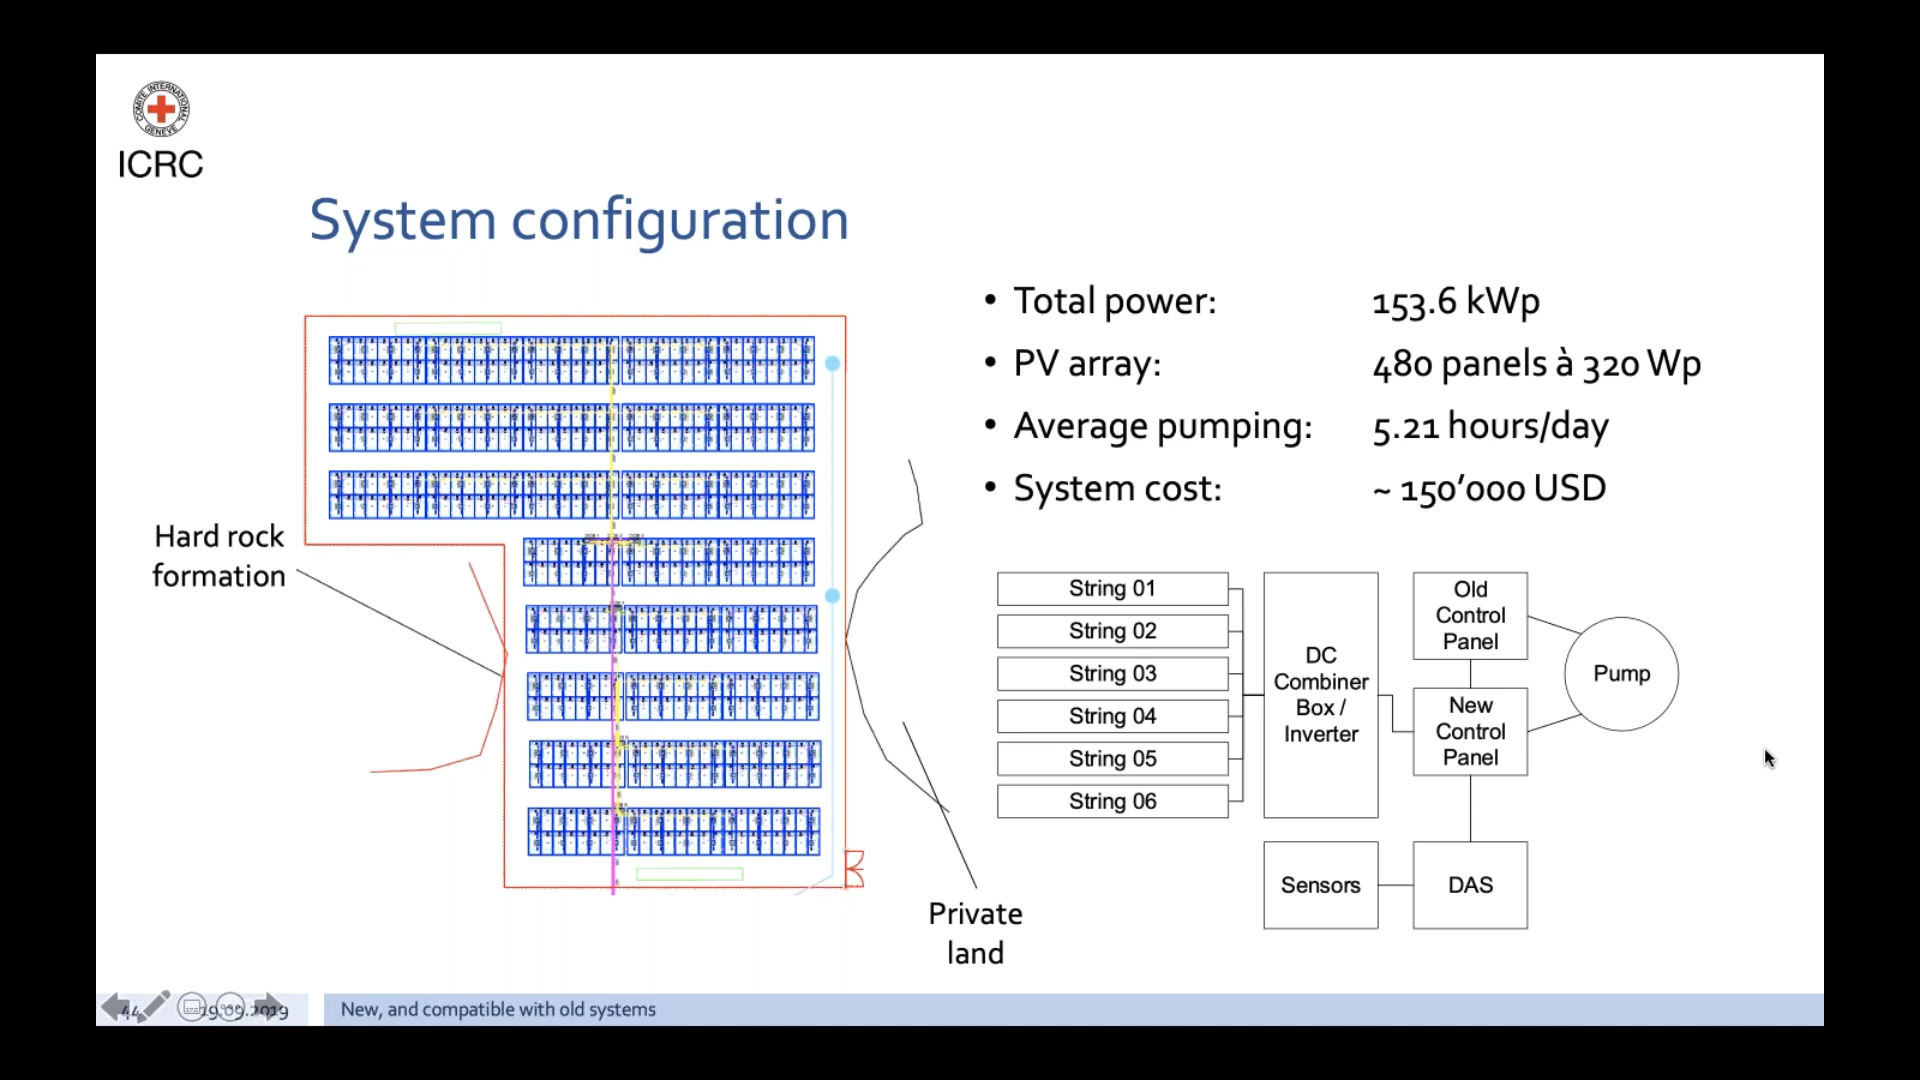 COMITE INTERNATIONAL GENEVE
ICRC
System configuration
• Total power: 153.6 kWp
• PV array: 480 panels à 320 Wp
• Average pumping: 5.21 hours/day
• System cost: ~ 150’000 USD
Hard rock
formation
Private
land
String 01
String 02
String 03
String 04
String 05
String 06
DC
Combiner
Box /
Inverter
Old
Control
Panel
New
Control
Panel
Pump
Sensors
DAS
44
19.09.2019
New, and compatible with old systems